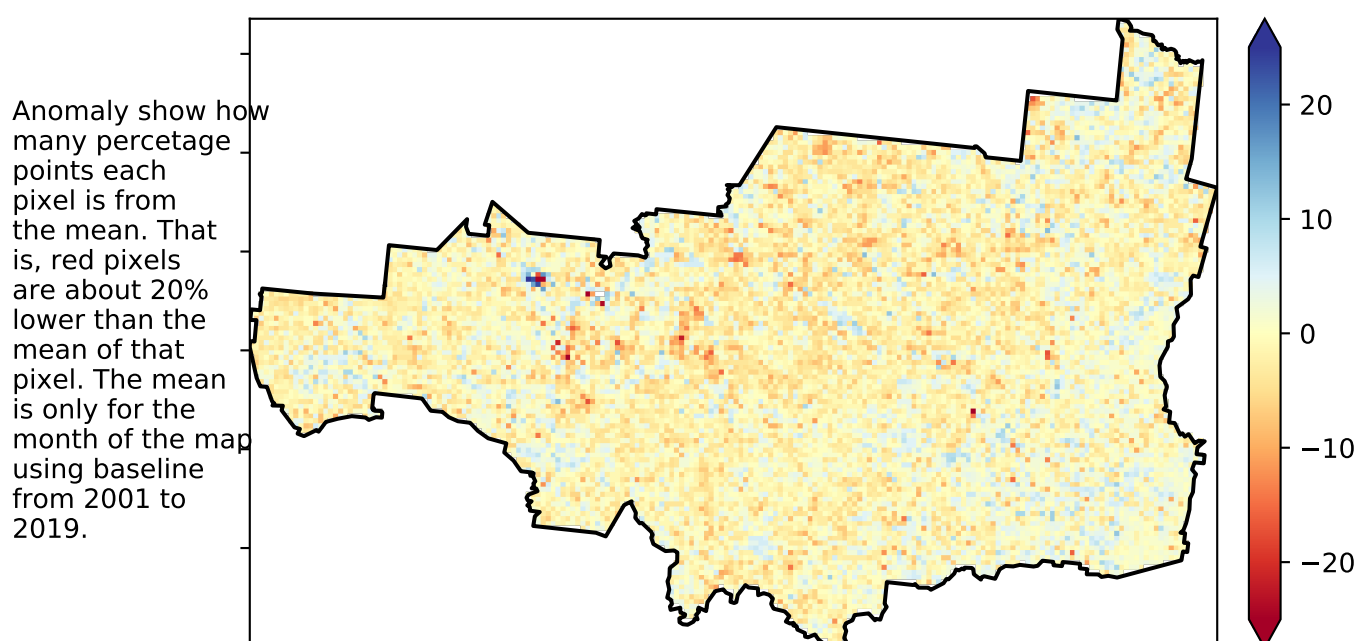 Anomaly show how
many percetage
points each
pixel is from
the mean. That
is, red pixels
are about 20%
lower than the
mean of that
pixel. The mean
is only for the
month of the map
using baseline
from 2001 to
2019.
20
10
0
−10
−20